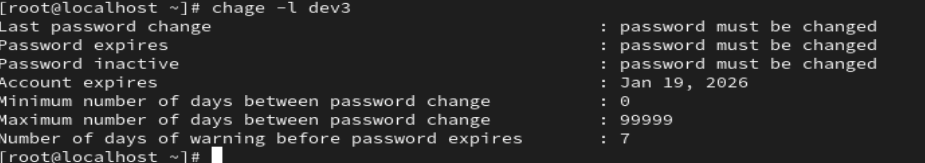 [root@localhost ~]# chage -l dev3
Last password change : password must be changed
Password expires : password must be changed
Password inactive : password must be changed
Account expires : Jan 19, 2026
Minimum number of days between password change : 0
Maximum number of days between password change : 99999
Number of days of warning before password expires : 7
[root@localhost ~]#